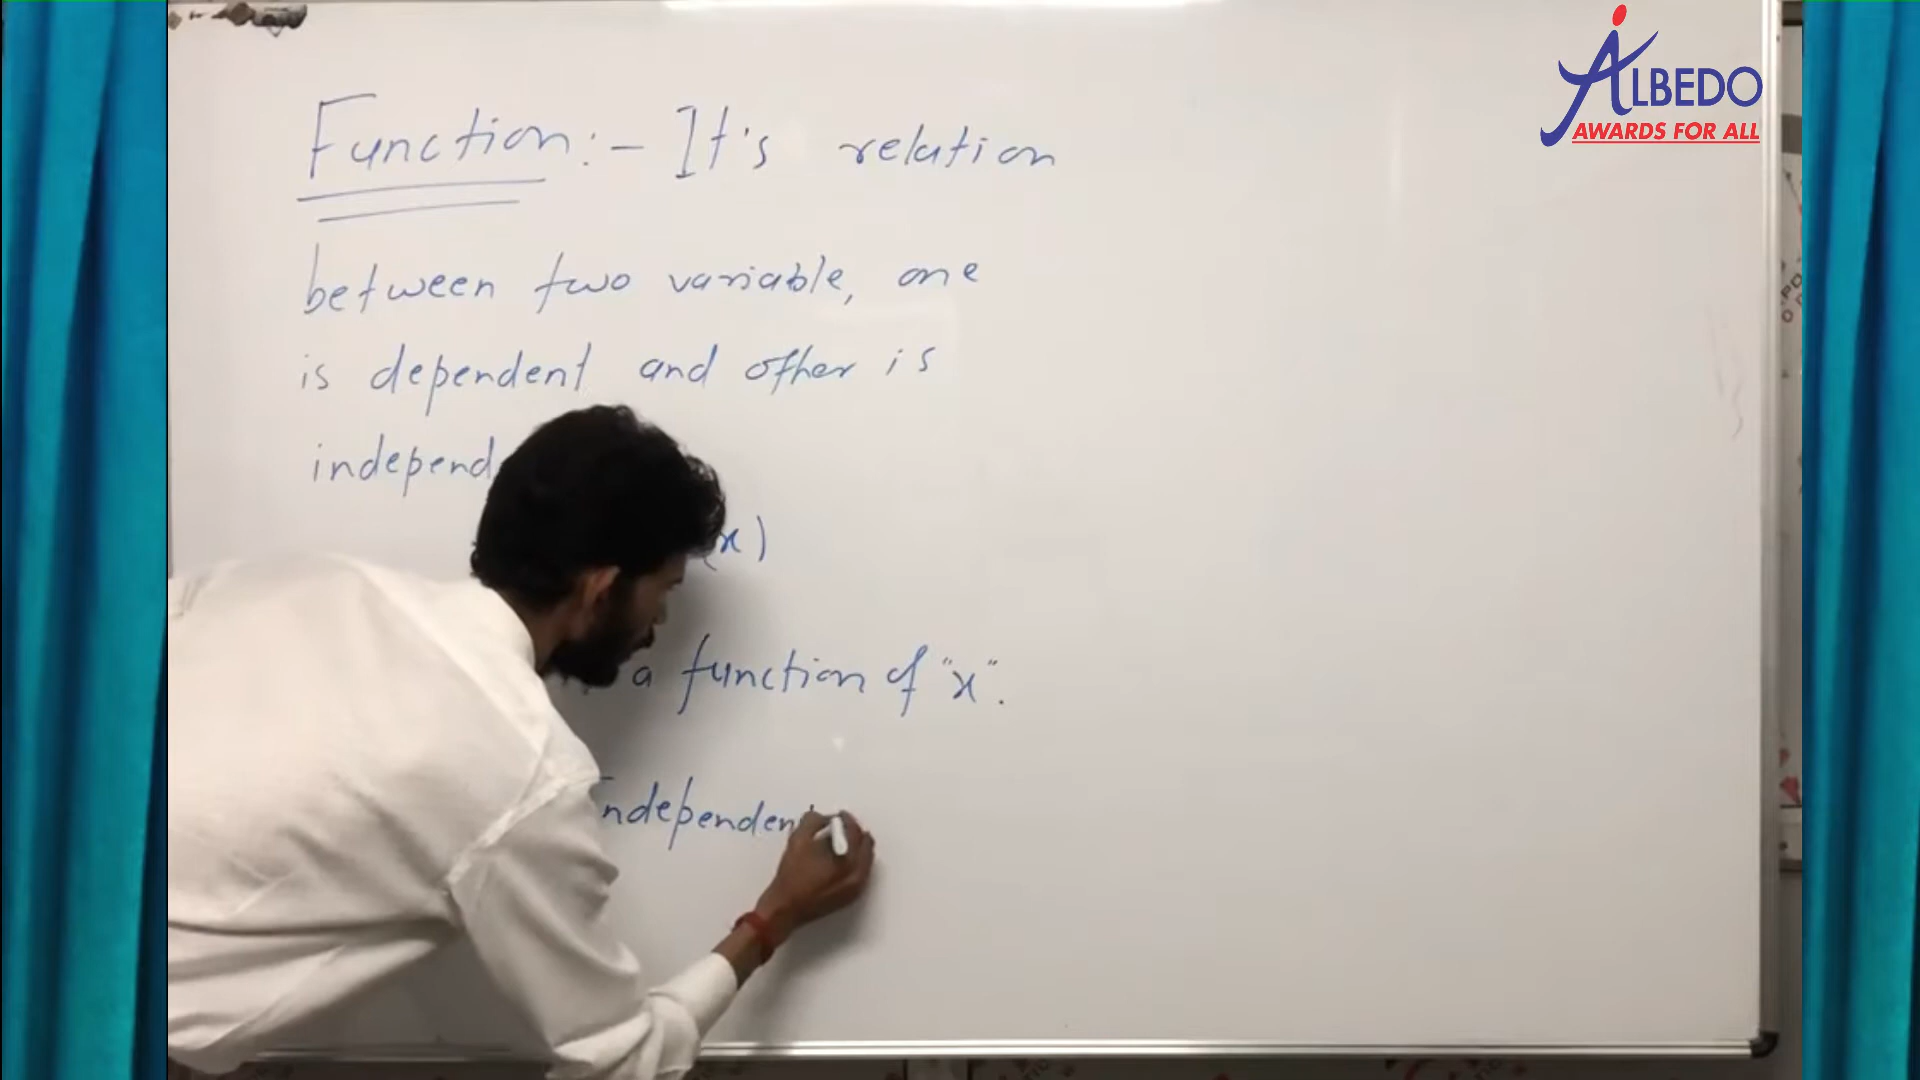 Function:- It's relation
between two variable, one
is dependent and other is
independ
(x)
a function of "x".
Independent
ALBEDO
AWARDS FOR ALL